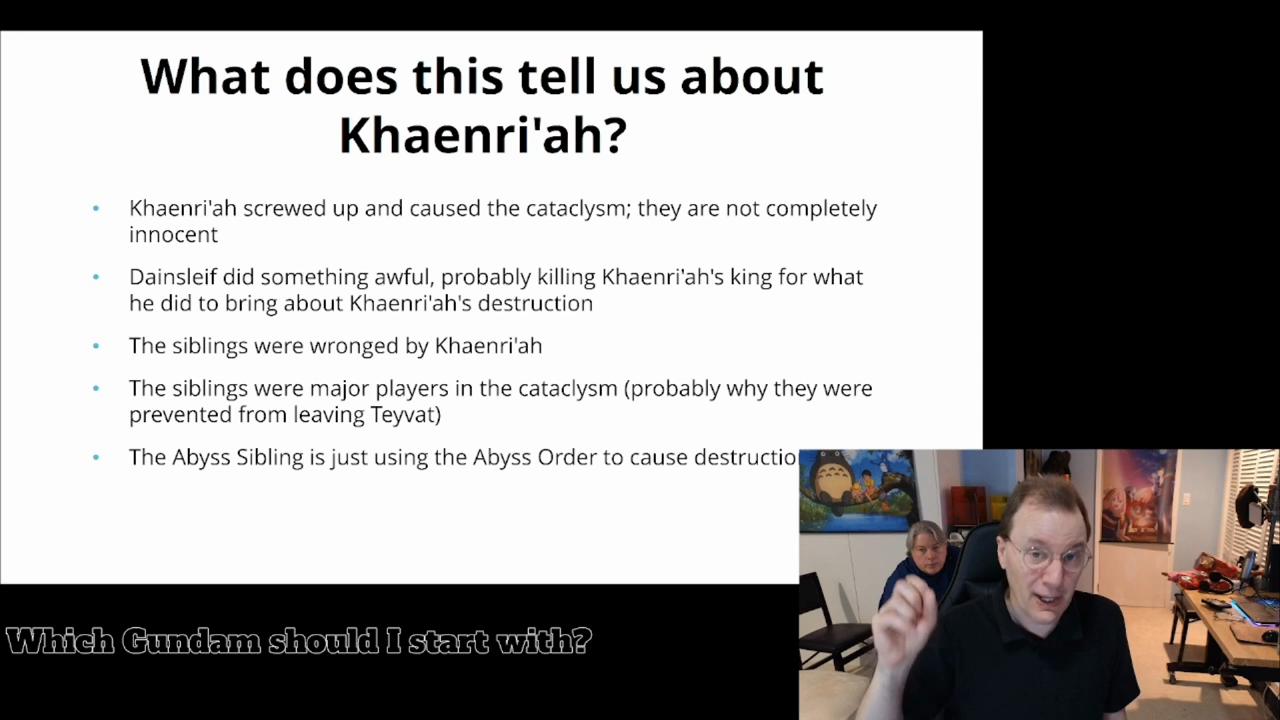 What does this tell us about
Khaenri'ah?
• Khaenri'ah screwed up and caused the cataclysm; they are not completely
innocent
• Dainsleif did something awful, probably killing Khaenri'ah's king for what
he did to bring about Khaenri'ah's destruction
• The siblings were wronged by Khaenri'ah
• The siblings were major players in the cataclysm (probably why they were
prevented from leaving Teyvat)
• The Abyss Sibling is just using the Abyss Order to cause destructio
Which Gundam should I start with?